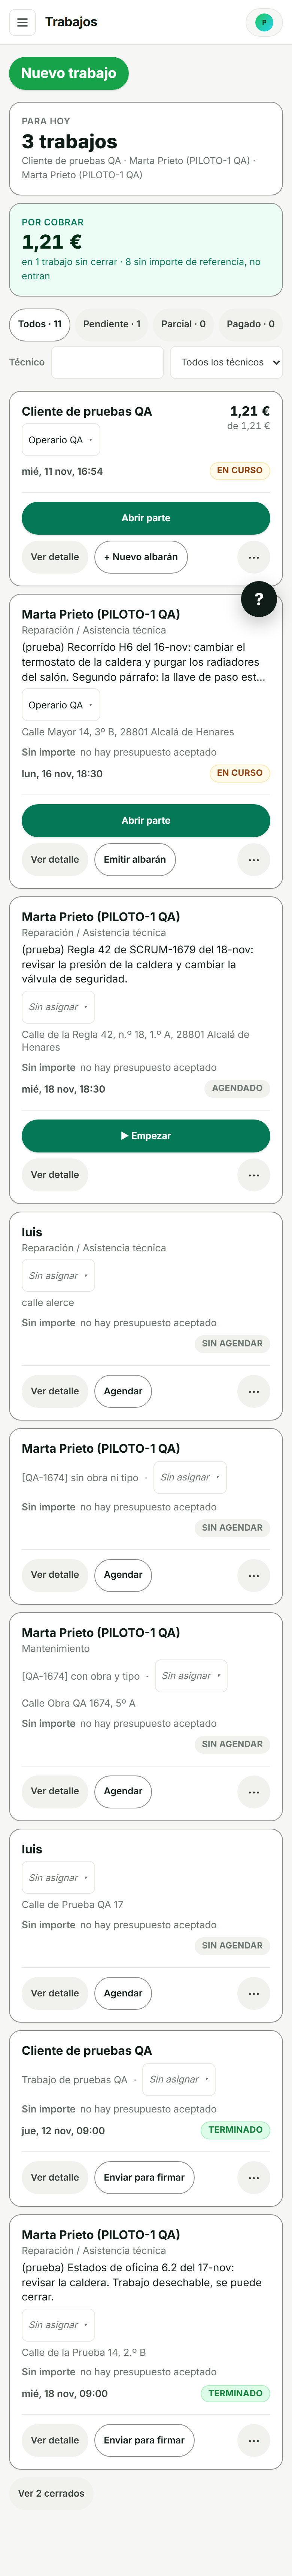 Trabajos
P
Nuevo trabajo
PARA HOY
3 trabajos
Cliente de pruebas QA · Marta Prieto (PILOTO-1 QA) ·
Marta Prieto (PILOTO-1 QA)
POR COBRAR
1,21 €
en 1 trabajo sin cerrar · 8 sin importe de referencia, no
entran
Todos · 11
Pendiente · 1
Parcial · 0
Pagado · 0
Técnico
Todos los técnicos
Cliente de pruebas QA
1,21 €
de 1,21 €
Operario QA
mié, 11 nov, 16:54
EN CURSO
Abrir parte
Ver detalle
+ Nuevo albarán
...
?
Marta Prieto (PILOTO-1 QA)
Reparación / Asistencia técnica
(prueba) Recorrido H6 del 16-nov: cambiar el
termostato de la caldera y purgar los radiadores
del salón. Segundo párrafo: la llave de paso est...
Operario QA
Calle Mayor 14, 3º B, 28801 Alcalá de Henares
Sin importe no hay presupuesto aceptado
lun, 16 nov, 18:30
EN CURSO
Abrir parte
Ver detalle
Emitir albarán
...
Marta Prieto (PILOTO-1 QA)
Reparación / Asistencia técnica
(prueba) Regla 42 de SCRUM-1679 del 18-nov:
revisar la presión de la caldera y cambiar la
válvula de seguridad.
Sin asignar
Calle de la Regla 42, n.º 18, 1.º A, 28801 Alcalá de
Henares
Sin importe no hay presupuesto aceptado
mié, 18 nov, 18:30
AGENDADO
▶ Empezar
Ver detalle
...
luis
Reparación / Asistencia técnica
Sin asignar
calle alerce
Sin importe no hay presupuesto aceptado
SIN AGENDAR
Ver detalle
Agendar
...
Marta Prieto (PILOTO-1 QA)
[QA-1674] sin obra ni tipo ·
Sin asignar
Sin importe no hay presupuesto aceptado
SIN AGENDAR
Ver detalle
Agendar
...
Marta Prieto (PILOTO-1 QA)
Mantenimiento
[QA-1674] con obra y tipo ·
Sin asignar
Calle Obra QA 1674, 5º A
Sin importe no hay presupuesto aceptado
SIN AGENDAR
Ver detalle
Agendar
...
luis
Sin asignar
Calle de Prueba QA 17
Sin importe no hay presupuesto aceptado
SIN AGENDAR
Ver detalle
Agendar
...
Cliente de pruebas QA
Trabajo de pruebas QA ·
Sin asignar
Sin importe no hay presupuesto aceptado
jue, 12 nov, 09:00
TERMINADO
Ver detalle
Enviar para firmar
...
Marta Prieto (PILOTO-1 QA)
Reparación / Asistencia técnica
(prueba) Estados de oficina 6.2 del 17-nov:
revisar la caldera. Trabajo desechable, se puede
cerrar.
Sin asignar
Calle de la Prueba 14, 2.º B
Sin importe no hay presupuesto aceptado
mié, 18 nov, 09:00
TERMINADO
Ver detalle
Enviar para firmar
...
Ver 2 cerrados